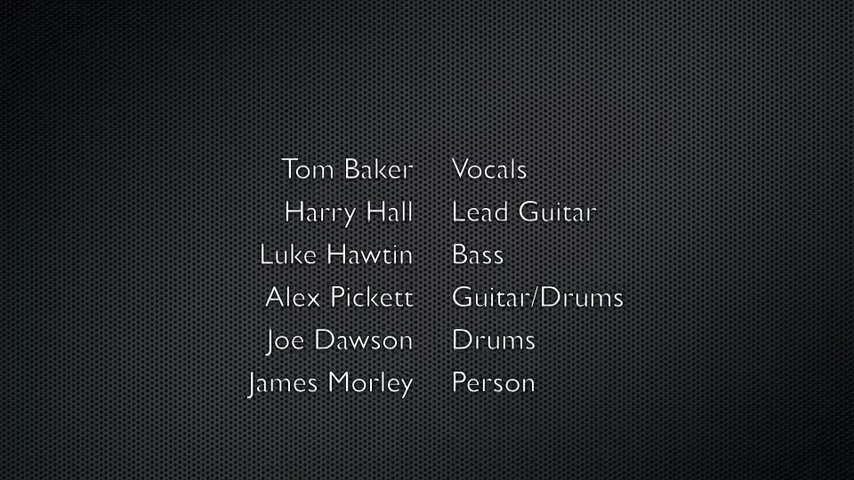 Tom Baker Vocals
Harry Hall Lead Guitar
Luke Hawtin Bass
Alex Pickett Guitar/Drums
Joe Dawson Drums
James Morley Person